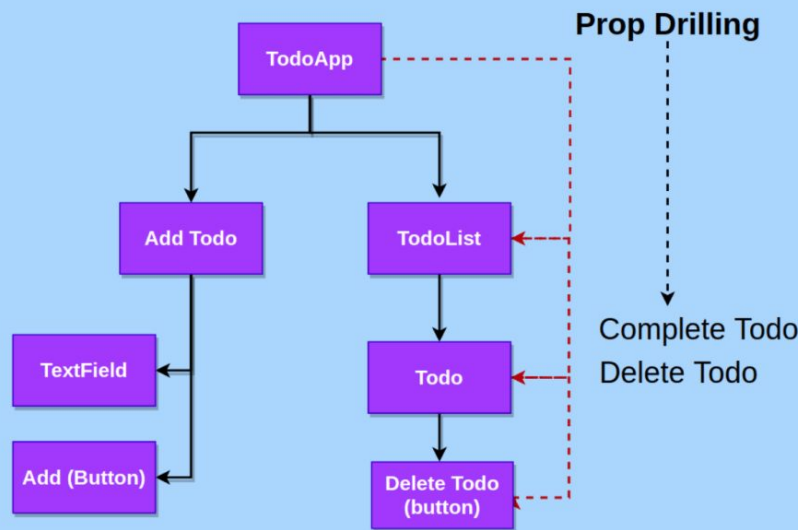 Prop Drilling
TodoApp
Add Todo
TodoList
Complete Todo
TextField
Todo
Delete Todo
Add (Button)
Delete Todo
(button)